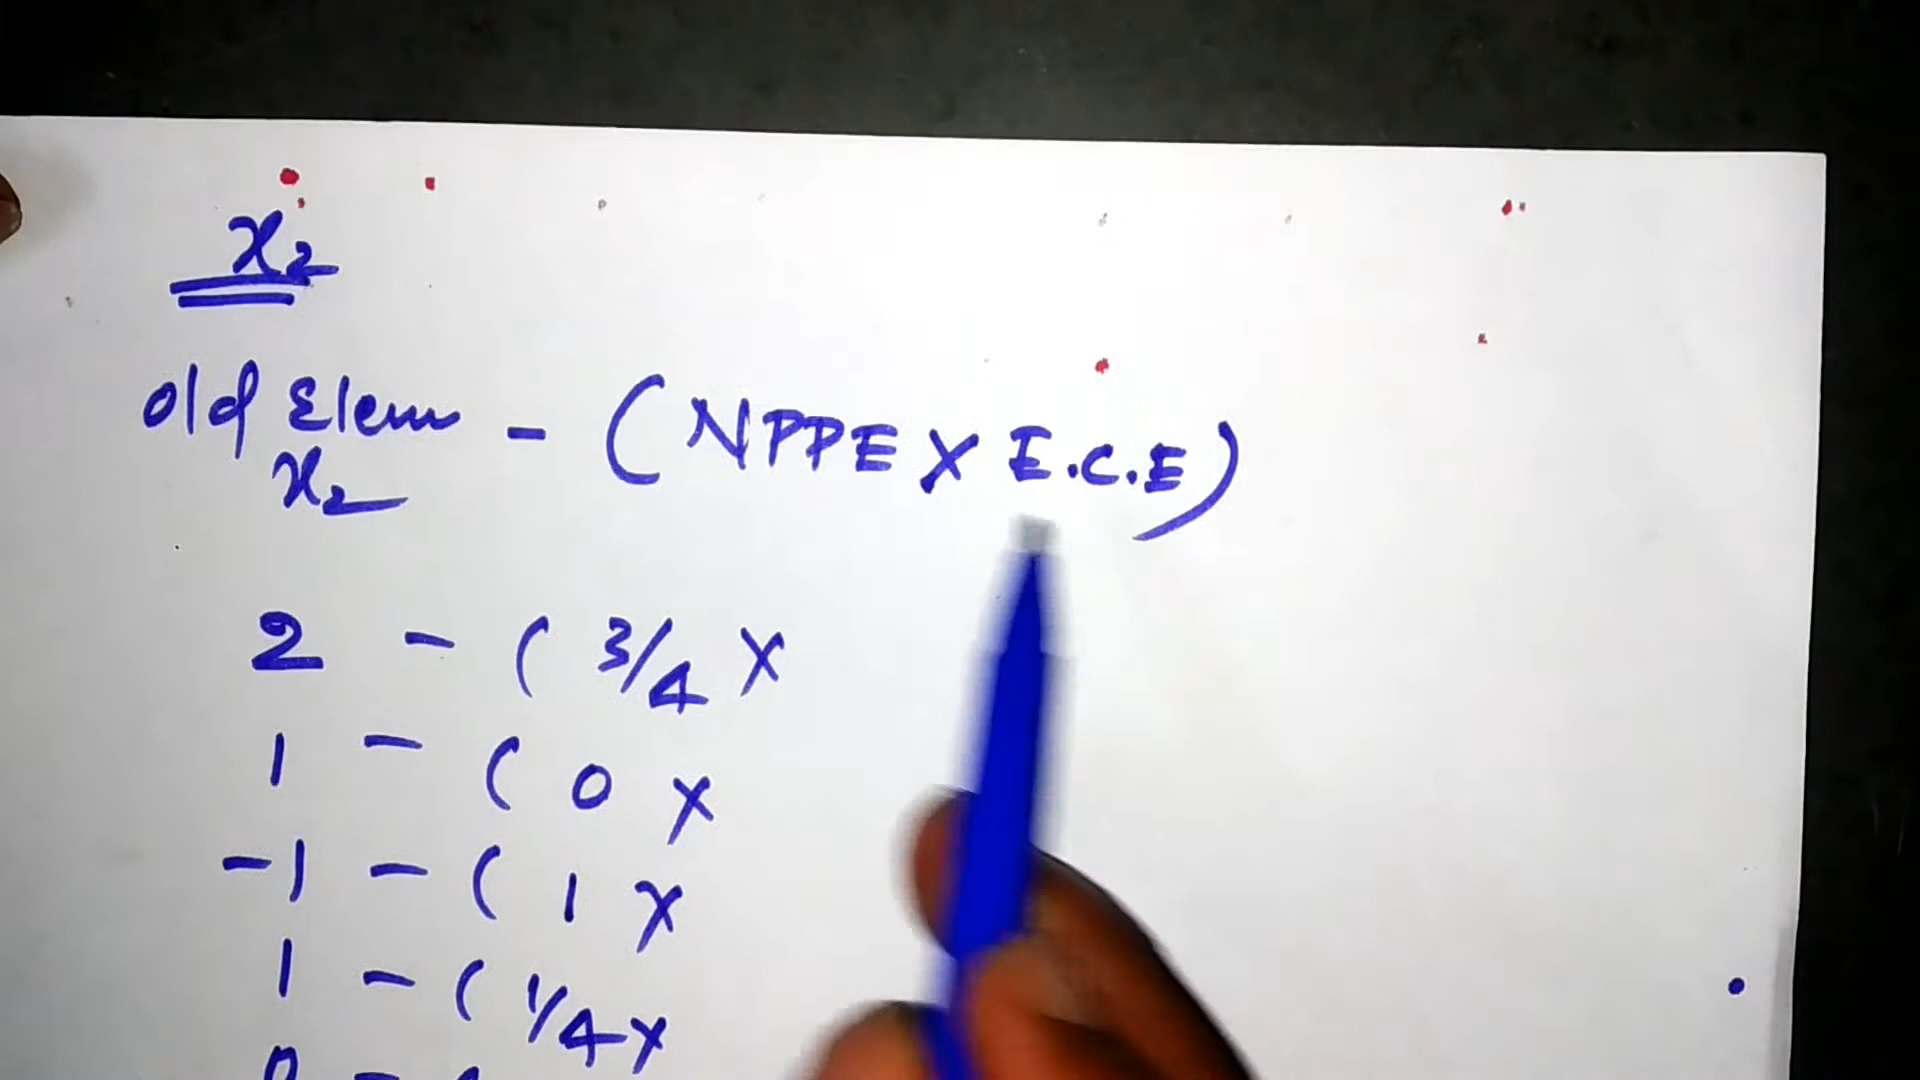 x₂
Old Elem - (NPPE X E.C.E)
x₂
2 - ( 3/4 X
1 - ( 0 X
-1 - ( 1 X
1 - ( 1/4 X